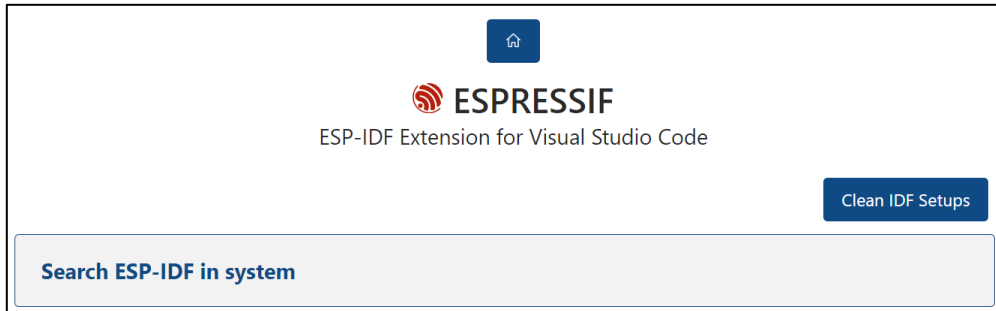 ESPRESSIF
ESP-IDF Extension for Visual Studio Code
Clean IDF Setups
Search ESP-IDF in system